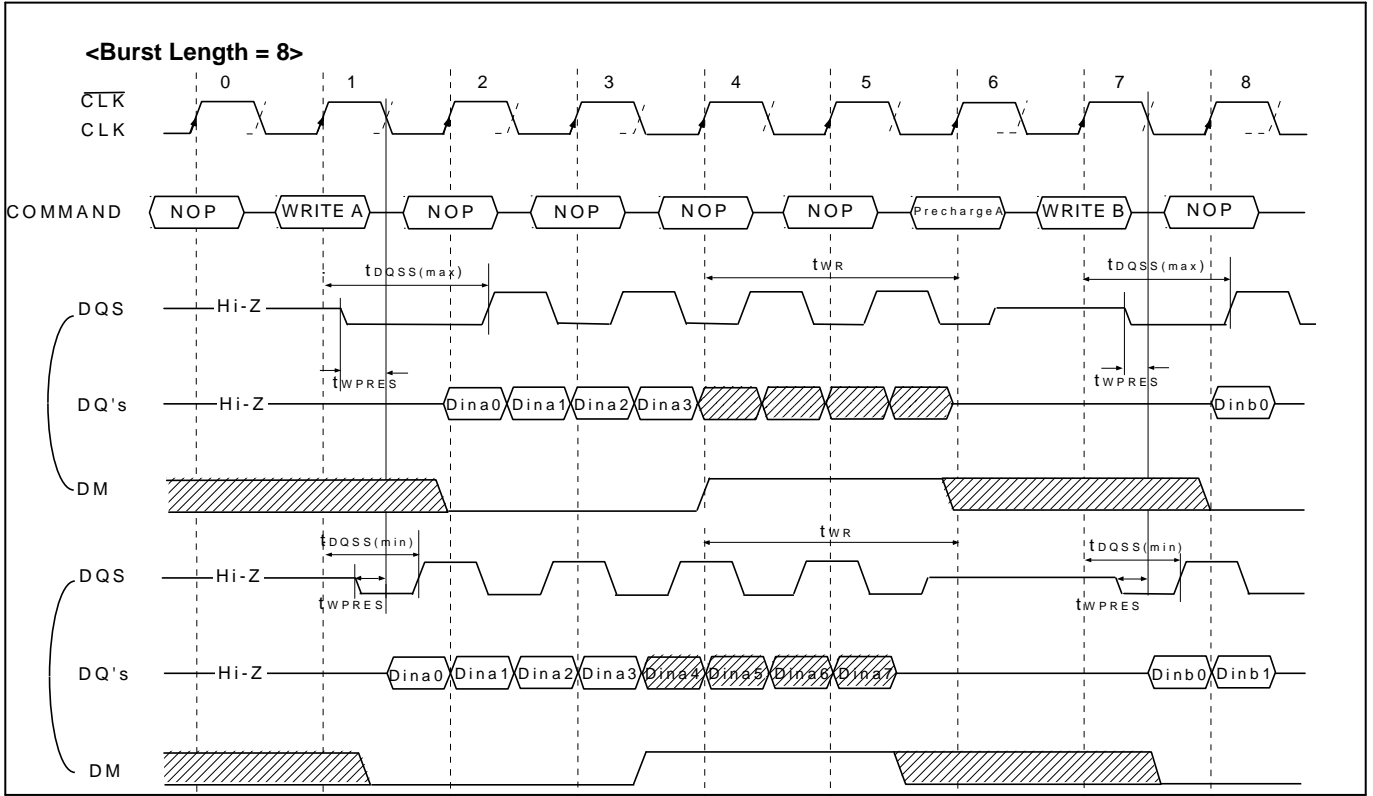 <Burst Length = 8>
0 1 2 3 4 5 6 7 8
CLK
CLK
COMMAND NOP WRITE A NOP NOP NOP NOP PrechargeA WRITE B NOP
tDQSS(max) tWR tDQSS(max)
DQS Hi-Z
tWPRES tWPRES
DQ's Hi-Z Dina0 Dina1 Dina2 Dina3 Dinb0
DM
tDQSS(min) tWR tDQSS(min)
DQS Hi-Z
tWPRES tWPRES
DQ's Hi-Z Dina0 Dina1 Dina2 Dina3 Dina4 Dina5 Dina6 Dina7 Dinb0 Dinb1
DM